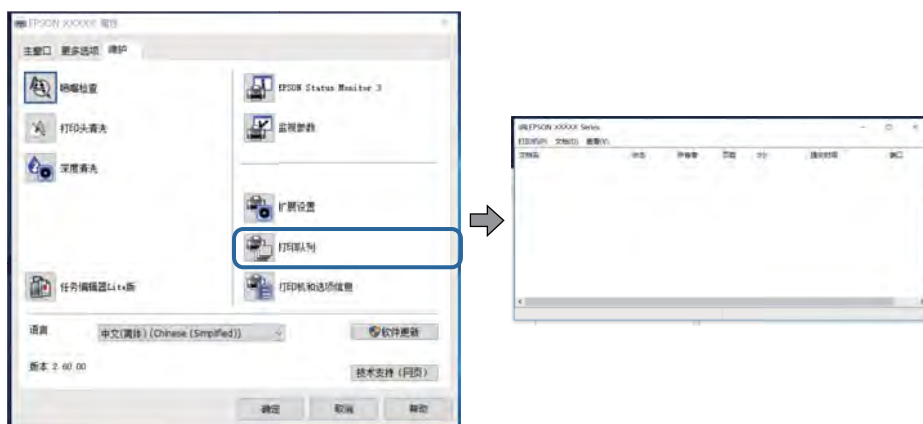 EPSON XXXXX 属性
主窗口 更多选项 维护
喷嘴检查
EPSON Status Monitor 3
打印头清洗
监视参数
深度清洗
扩展设置
打印队列
任务编辑器Lite版
打印机和选项信息
语言
中文(简体) (Chinese (Simplified))
软件更新
版本 2.60.00
技术支持 (网页)
确定 取消 帮助
EPSON XXXXX Series
打印机(P) 文档(D) 查看(V)
文档名 状态 所有者 页数 大小 提交时间 端口